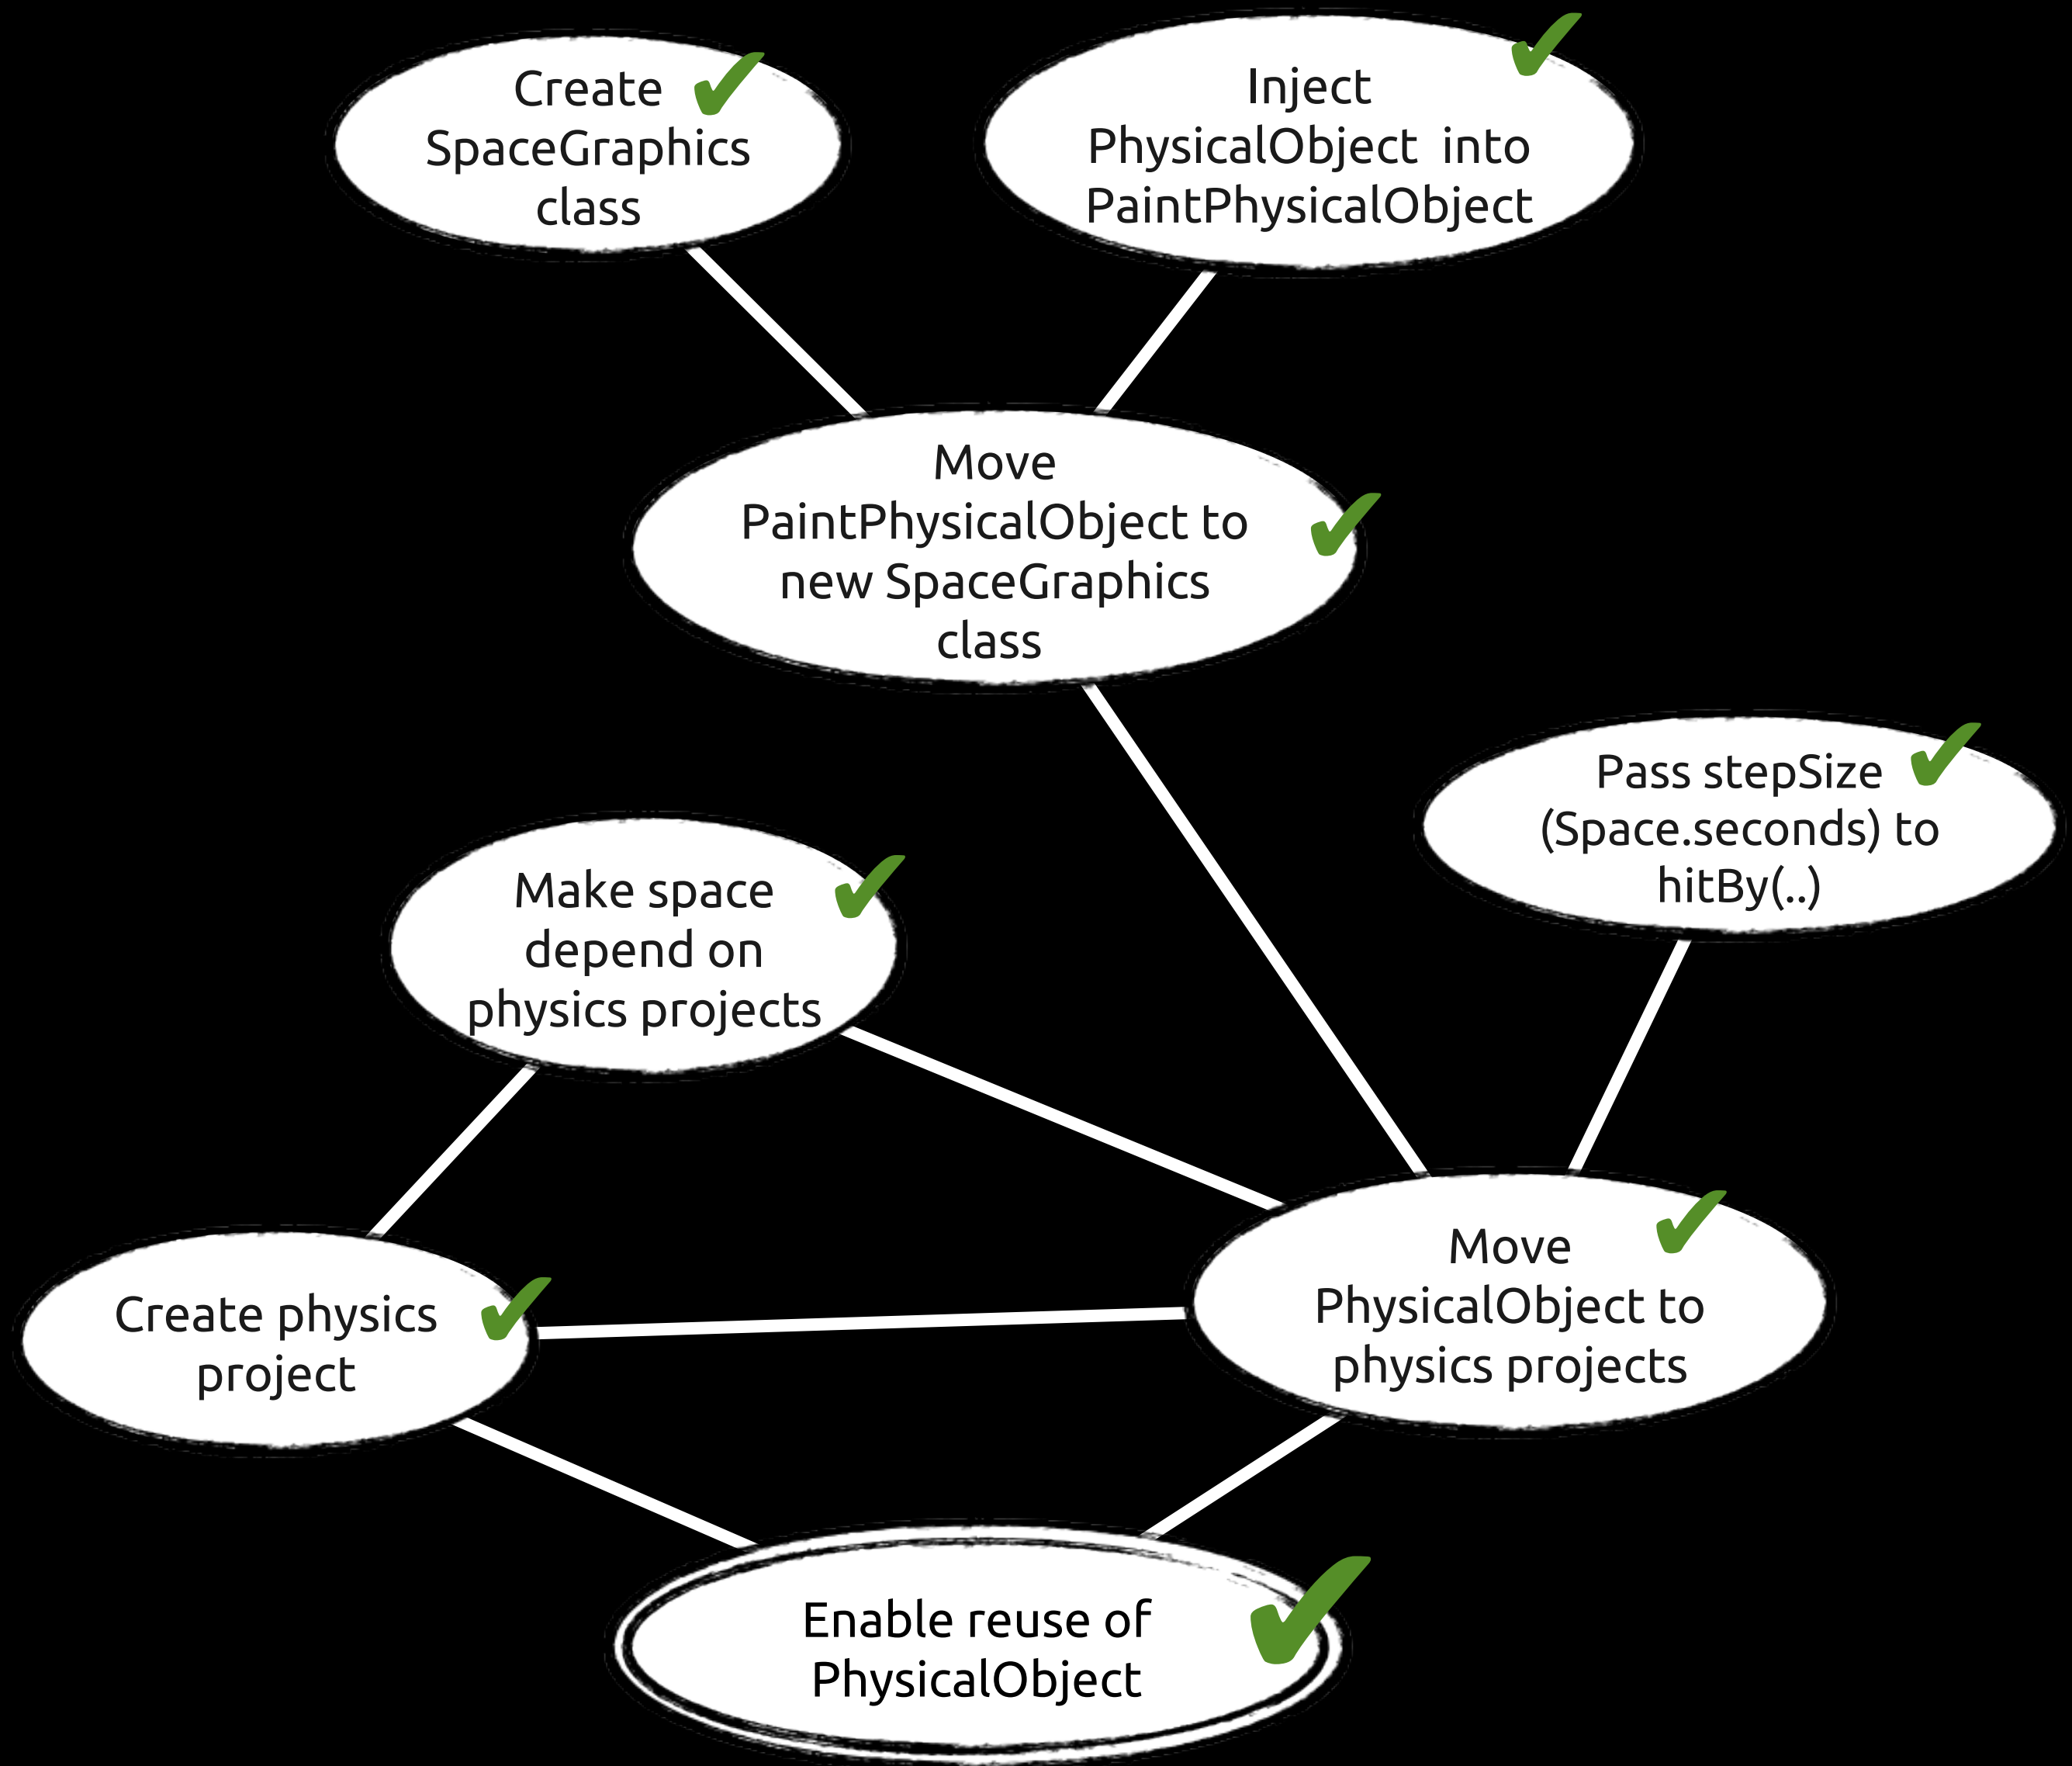 Create
SpaceGraphics
class
Inject
PhysicalObject into
PaintPhysicalObject
Move
PaintPhysicalObject to
new SpaceGraphics
class
Pass stepSize
(Space.seconds) to
hitBy(..)
Make space
depend on
physics projects
Create physics
project
Move
PhysicalObject to
physics projects
Enable reuse of
PhysicalObject